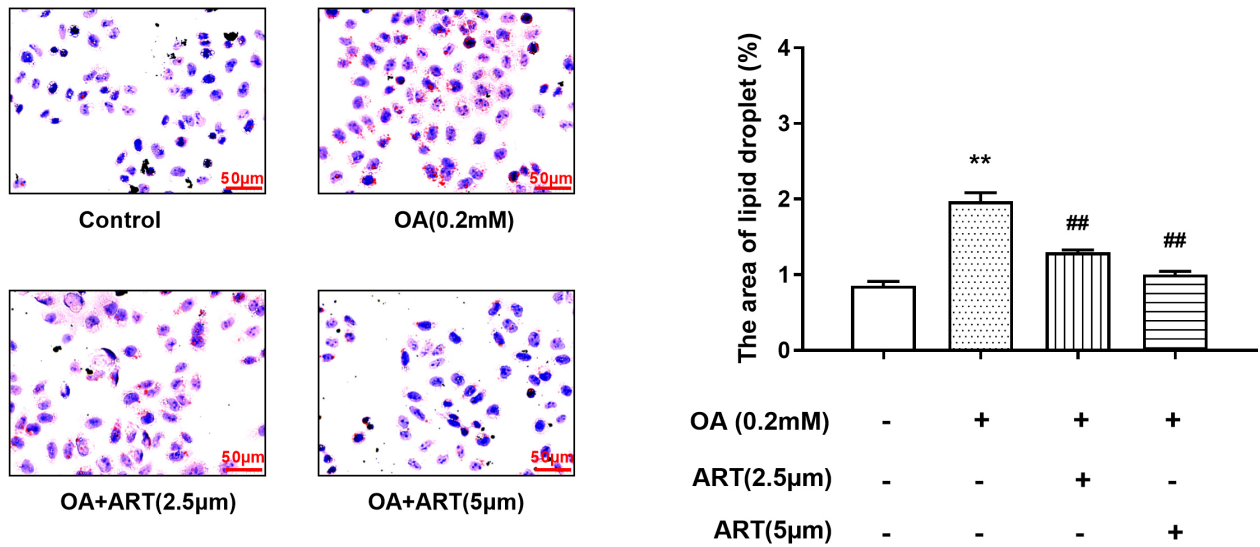 50µm
50µm
Control
OA(0.2mM)
50µm
50µm
OA+ART(2.5µm)
OA+ART(5µm)
The area of lipid droplet (%)
4
3
2
1
0
**
##
##
OA (0.2mM) - + + +
ART(2.5µm) - - + -
ART(5µm) - - - +